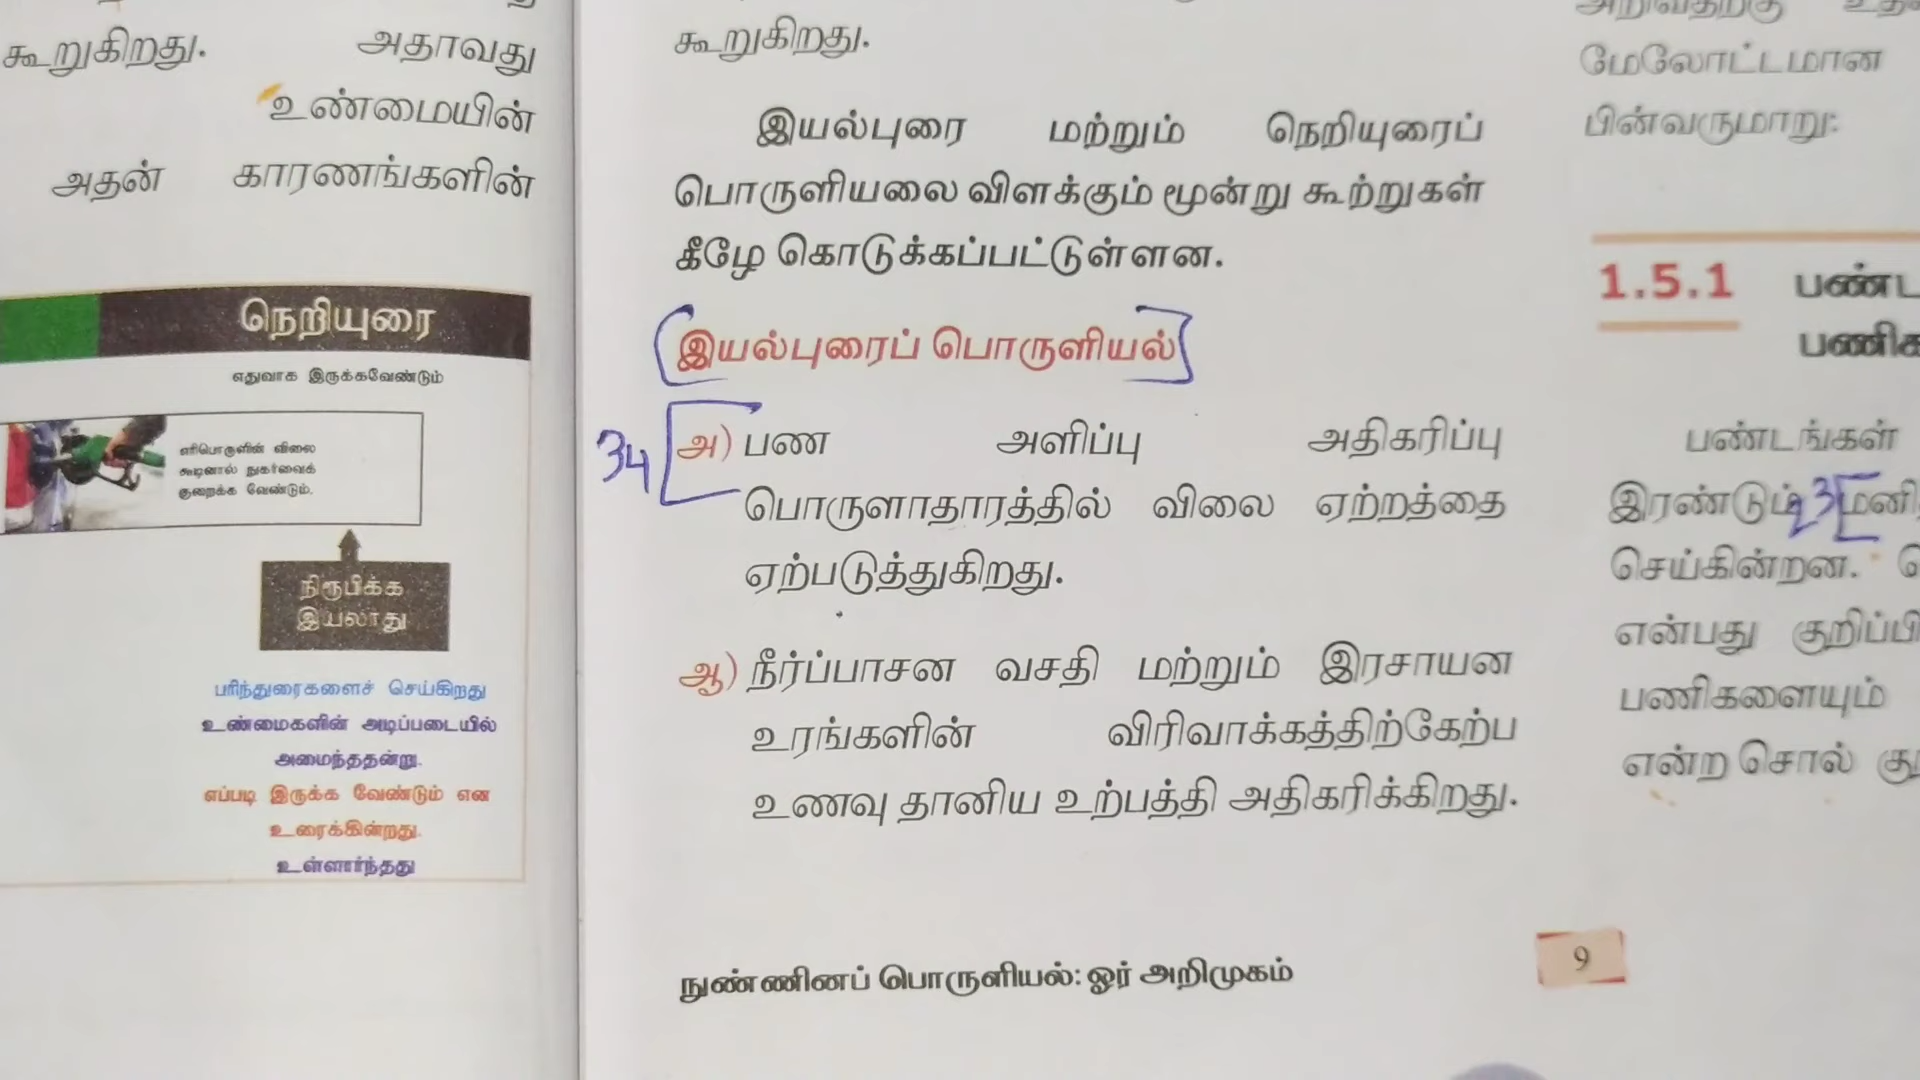 கூறுகிறது. அதாவது
உண்மையின்
அதன் காரணங்களின்
நெறியுரை
எதுவாக இருக்கவேண்டும்
எரிபொருளின் விலை
கூடினால் நுகர்வைக்
குறைக்க வேண்டும்.
நிரூபிக்க
இயலாது
பரிந்துரைகளைச் செய்கிறது
உண்மைகளின் அடிப்படையில்
அமைந்ததன்று.
எப்படி இருக்க வேண்டும் என
உரைக்கின்றது.
உள்ளார்ந்தது
கூறுகிறது.
இயல்புரை மற்றும் நெறியுரைப்
பொருளியலை விளக்கும் மூன்று கூற்றுகள்
கீழே கொடுக்கப்பட்டுள்ளன.
இயல்புரைப் பொருளியல்
34 அ) பண அளிப்பு அதிகரிப்பு
பொருளாதாரத்தில் விலை ஏற்றத்தை
ஏற்படுத்துகிறது.
ஆ) நீர்ப்பாசன வசதி மற்றும் இரசாயன
உரங்களின் விரிவாக்கத்திற்கேற்ப
உணவு தானிய உற்பத்தி அதிகரிக்கிறது.
நுண்ணினப் பொருளியல்: ஓர் அறிமுகம்
9
மேலோட்டமான
பின்வருமாறு:
1.5.1
பண்டங்கள்
இரண்டும் 23
செய்கின்றன.
என்பது
பணிகளையும்
என்ற சொல்